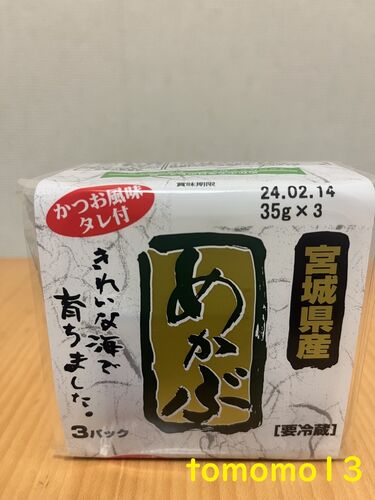 かつお風味
タレ付
賞味期限
24.02.14
35g×3
宮城県産
めかぶ
きれいな海で
育ちました。
3パック
[要冷蔵]
tomomo13